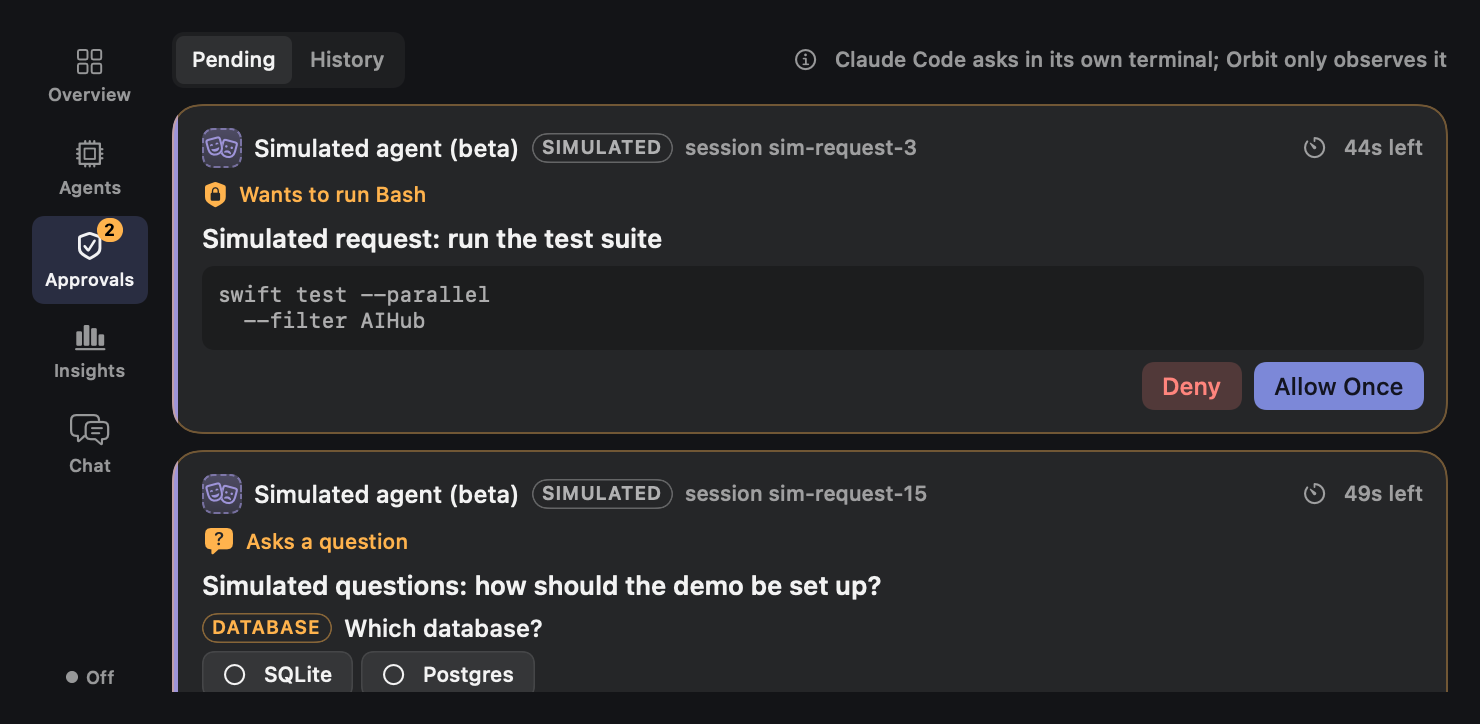 Overview
Agents
2
Approvals
Insights
Chat
Off
Pending History
Claude Code asks in its own terminal; Orbit only observes it
Simulated agent (beta) SIMULATED session sim-request-3 44s left
Wants to run Bash
Simulated request: run the test suite
swift test --parallel
  --filter AIHub
Deny Allow Once
Simulated agent (beta) SIMULATED session sim-request-15 49s left
? Asks a question
Simulated questions: how should the demo be set up?
DATABASE Which database?
SQLite Postgres